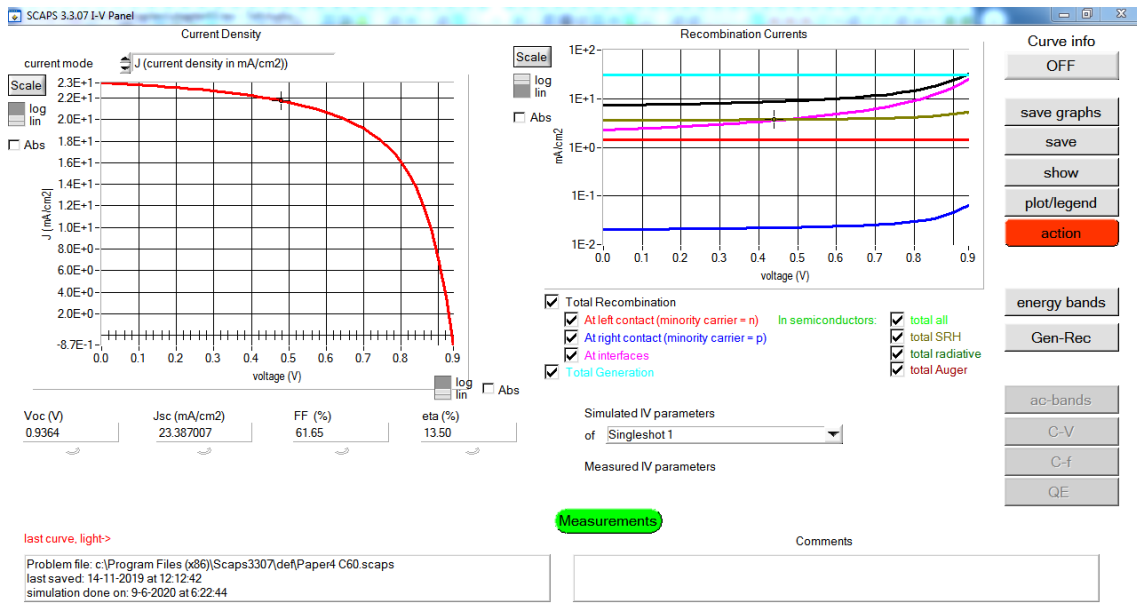 SCAPS 3.3.07 I-V Panel
Current Density
current mode
J (current density in mA/cm2))
Scale
log
lin
Abs
2.3E+1
2.2E+1
2.0E+1
1.8E+1
1.6E+1
1.4E+1
1.2E+1
1.0E+1
8.0E+0
6.0E+0
4.0E+0
2.0E+0
-8.7E-1
J (mA/cm2|
0.0 0.1 0.2 0.3 0.4 0.5 0.6 0.7 0.8 0.9
voltage (V)
log
lin
Abs
Voc (V) Jsc (mA/cm2) FF (%) eta (%)
0.9364 23.387007 61.65 13.50
last curve, light->
Problem file: c:\Program Files (x86)\Scaps3307\def\Paper4 C60.scaps
last saved: 14-11-2019 at 12:12:42
simulation done on: 9-6-2020 at 6:22:44
Recombination Currents
Scale
log
lin
Abs
1E+2
1E+1
1E+0
1E-1
1E-2
mA/cm2
0.0 0.1 0.2 0.3 0.4 0.5 0.6 0.7 0.8 0.9
voltage (V)
Total Recombination
At left contact (minority carrier = n)
At right contact (minority carrier = p)
At interfaces
Total Generation
In semiconductors:
total all
total SRH
total radiative
total Auger
Simulated IV parameters
of Singleshot 1
Measured IV parameters
Measurements
Comments
Curve info
OFF
save graphs
save
show
plot/legend
action
energy bands
Gen-Rec
ac-bands
C-V
C-f
QE